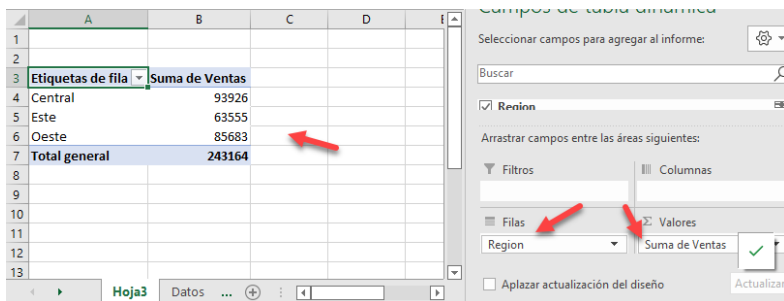 A B C D
1
2
3 Etiquetas de fila Suma de Ventas
4 Central 93926
5 Este 63555
6 Oeste 85683
7 Total general 243164
8
9
10
11
12
13
Hoja3 Datos ...
Campos de tabla dinámica
Seleccionar campos para agregar al informe:
Buscar
Region
Arrastrar campos entre las áreas siguientes:
Filtros Columnas
Filas Σ Valores
Region Suma de Ventas
Aplazar actualización del diseño Actualizar